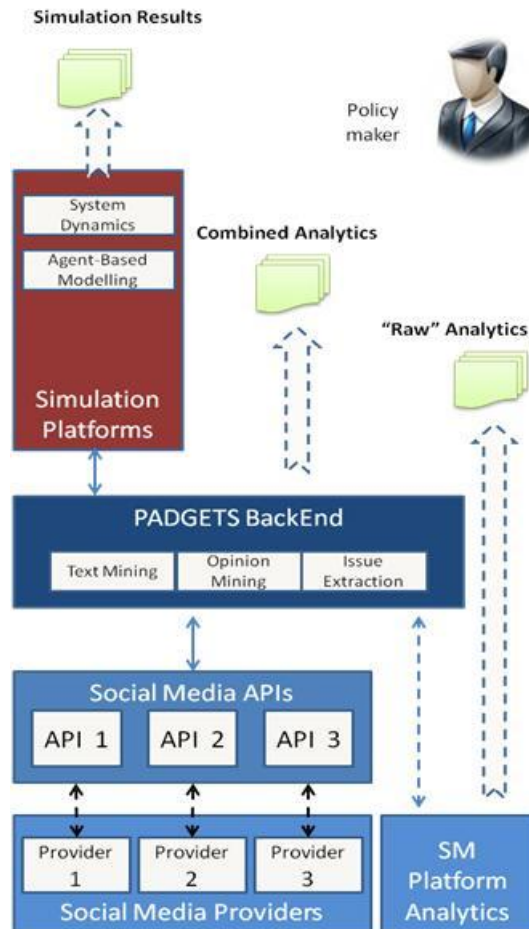 Simulation Results
Policy
maker
System
Dynamics
Agent-Based
Modelling
Simulation
Platforms
Combined Analytics
“Raw” Analytics
PADGETS BackEnd
Text Mining
Opinion
Mining
Issue
Extraction
Social Media APIs
API 1
API 2
API 3
Provider
1
Provider
2
Provider
3
Social Media Providers
SM
Platform
Analytics